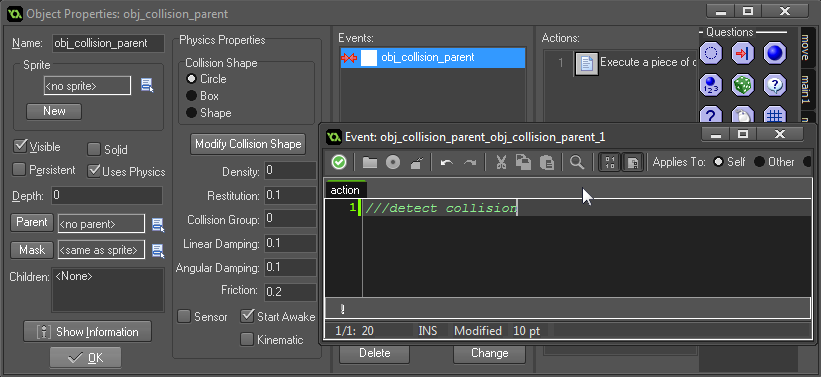 Object Properties: obj_collision_parent
Name: obj_collision_parent
Sprite
<no sprite>
New
Visible
Solid
Persistent
Uses Physics
Depth: 0
Parent <no parent>
Mask <same as sprite>
Children: <None>
Show Information
OK
Physics Properties
Collision Shape
Circle
Box
Shape
Modify Collision Shape
Density: 0
Restitution: 0.1
Collision Group: 0
Linear Damping: 0.1
Angular Damping: 0.1
Friction: 0.2
Sensor
Start Awake
Kinematic
Events:
obj_collision_parent
Delete
Change
Actions:
1 Execute a piece of c
Questions
move
main1
Event: obj_collision_parent_obj_collision_parent_1
Applies To: Self Other
action
1 ///detect collision
1/1: 20 INS Modified 10 pt